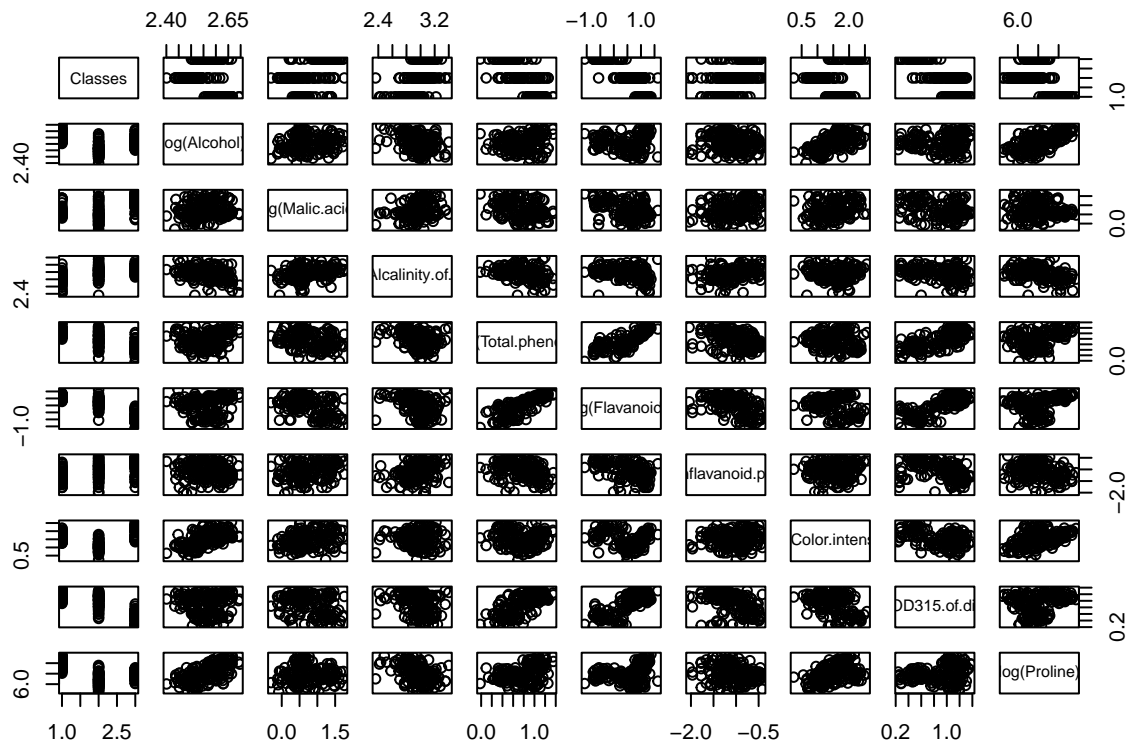 2.40 2.65 2.4 3.2 −1.0 1.0 0.5 2.0 6.0
Classes
1.0
2.40
og(Alcohol
g(Malic.acid
0.0
2.4
Alcalinity.of.
(Total.phen
0.0
−1.0
g(Flavanoid
flavanoid.p
−2.0
0.5
Color.intens
OD315.of.di
0.2
6.0
og(Proline)
1.0 2.5 0.0 1.5 0.0 1.0 −2.0 −0.5 0.2 1.0